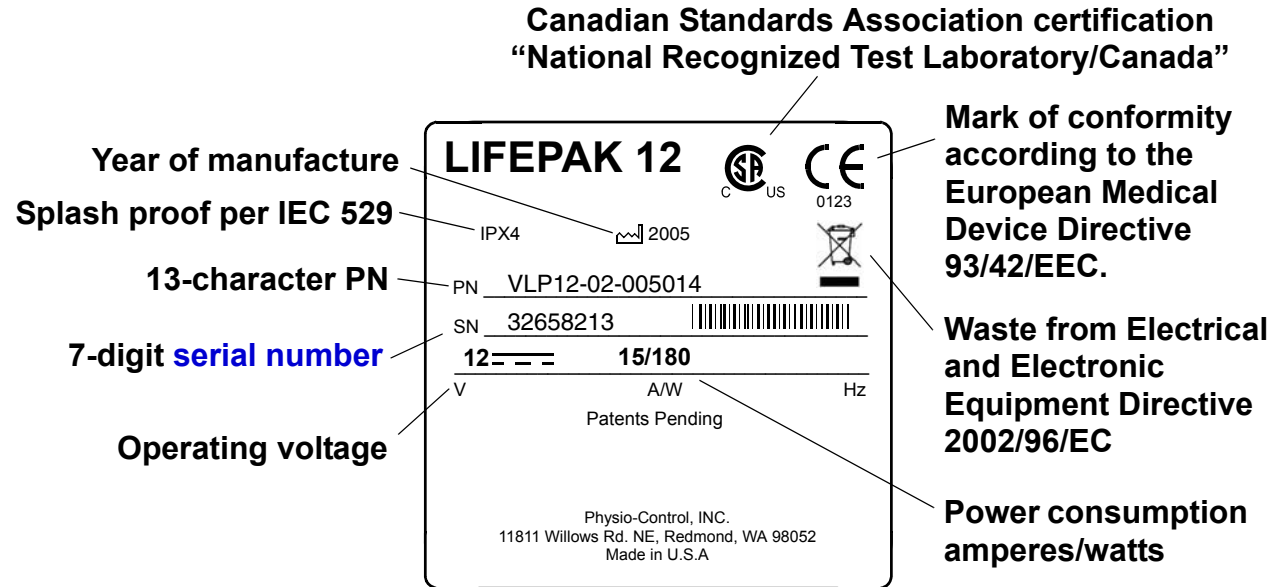 Canadian Standards Association certification
“National Recognized Test Laboratory/Canada”
Mark of conformity
according to the
European Medical
Device Directive
93/42/EEC.
Year of manufacture
Splash proof per IEC 529
13-character PN
7-digit serial number
Operating voltage
LIFEPAK 12
CSA
C US
CE
0123
IPX4 2005
PN VLP12-02-005014
SN 32658213
12 15/180
V A/W Hz
Patents Pending
Physio-Control, INC.
11811 Willows Rd. NE, Redmond, WA 98052
Made in U.S.A
Waste from Electrical
and Electronic
Equipment Directive
2002/96/EC
Power consumption
amperes/watts